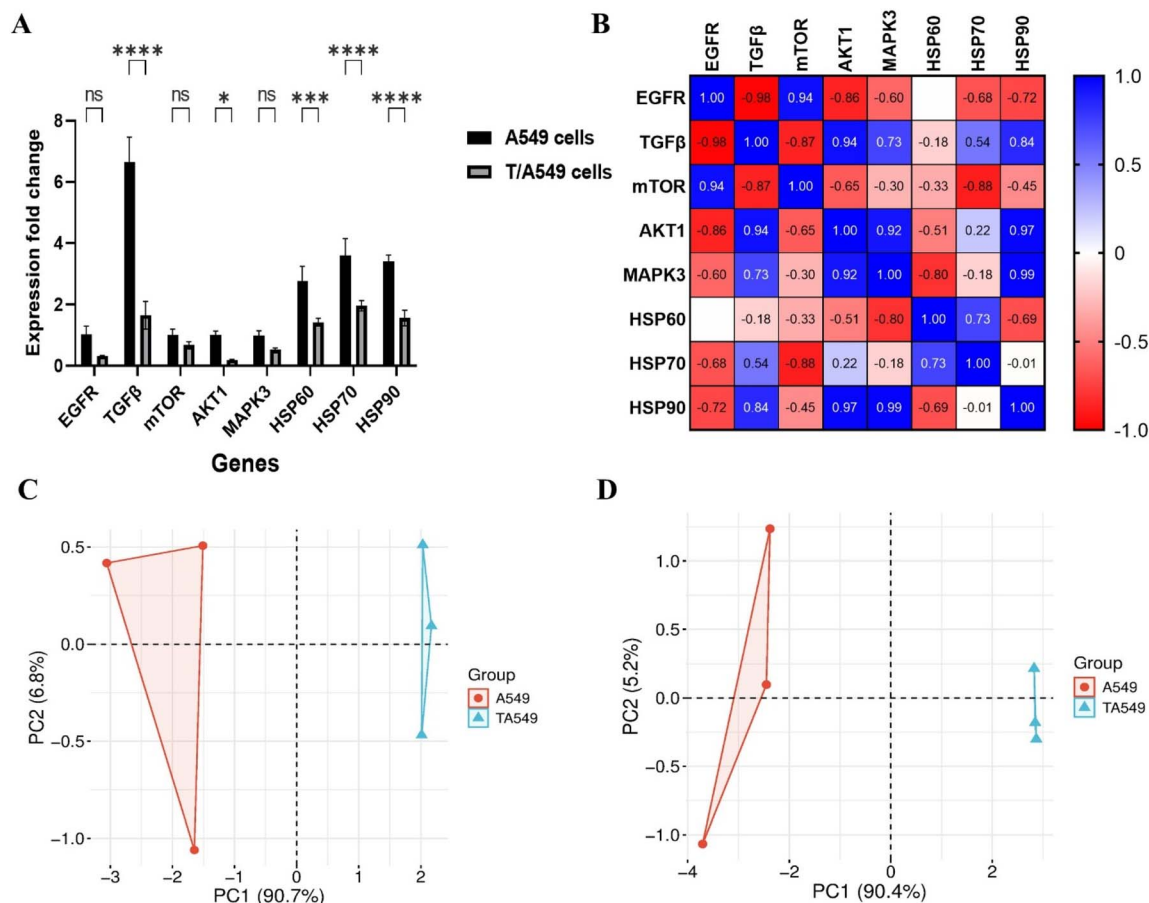 A
**** ****
ns ns * ns *** ****
8
6
4
2
0
Expression fold change
A549 cells
T/A549 cells
EGFR TGFβ mTOR AKT1 MAPK3 HSP60 HSP70 HSP90
Genes
B
EGFR TGFβ mTOR AKT1 MAPK3 HSP60 HSP70 HSP90
EGFR 1.00 -0.98 0.94 -0.86 -0.60 -0.68 -0.72
TGFβ -0.98 1.00 -0.87 0.94 0.73 -0.18 0.54 0.84
mTOR 0.94 -0.87 1.00 -0.65 -0.30 -0.33 -0.88 -0.45
AKT1 -0.86 0.94 -0.65 1.00 0.92 -0.51 0.22 0.97
MAPK3 -0.60 0.73 -0.30 0.92 1.00 -0.80 -0.18 0.99
HSP60 -0.18 -0.33 -0.51 -0.80 1.00 0.73 -0.69
HSP70 -0.68 0.54 -0.88 0.22 -0.18 0.73 1.00 -0.01
HSP90 -0.72 0.84 -0.45 0.97 0.99 -0.69 -0.01 1.00
1.0
0.5
0
-0.5
-1.0
C
0.5
0.0
−0.5
−1.0
PC2 (6.8%)
−3 −2 −1 0 1 2
PC1 (90.7%)
Group
A549
TA549
D
1.0
0.5
0.0
−0.5
−1.0
PC2 (5.2%)
−4 −2 0 2
PC1 (90.4%)
Group
A549
TA549